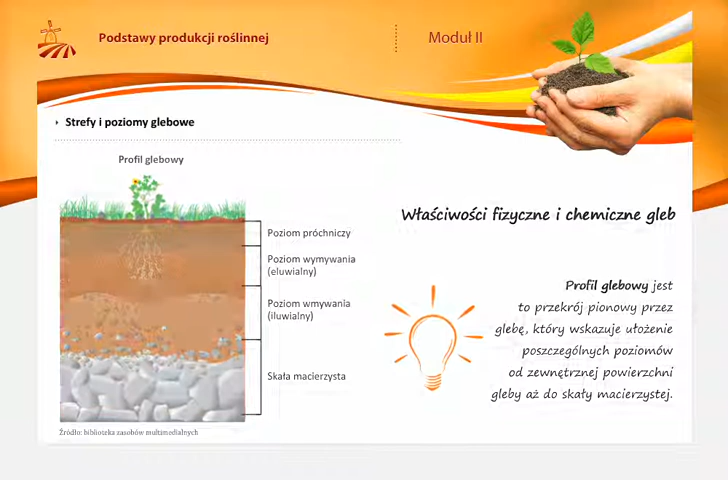 Podstawy produkcji roślinnej
Moduł II
Strefy i poziomy glebowe
Profil glebowy
Poziom próchniczy
Poziom wymywania
(eluwialny)
Poziom wmywania
(iluwialny)
Skała macierzysta
Źródło: biblioteka zasobów multimedialnych
Właściwości fizyczne i chemiczne gleb
Profil glebowy jest
to przekrój pionowy przez
glebę, który wskazuje ułożenie
poszczególnych poziomów
od zewnętrznej powierzchni
gleby aż do skały macierzystej.